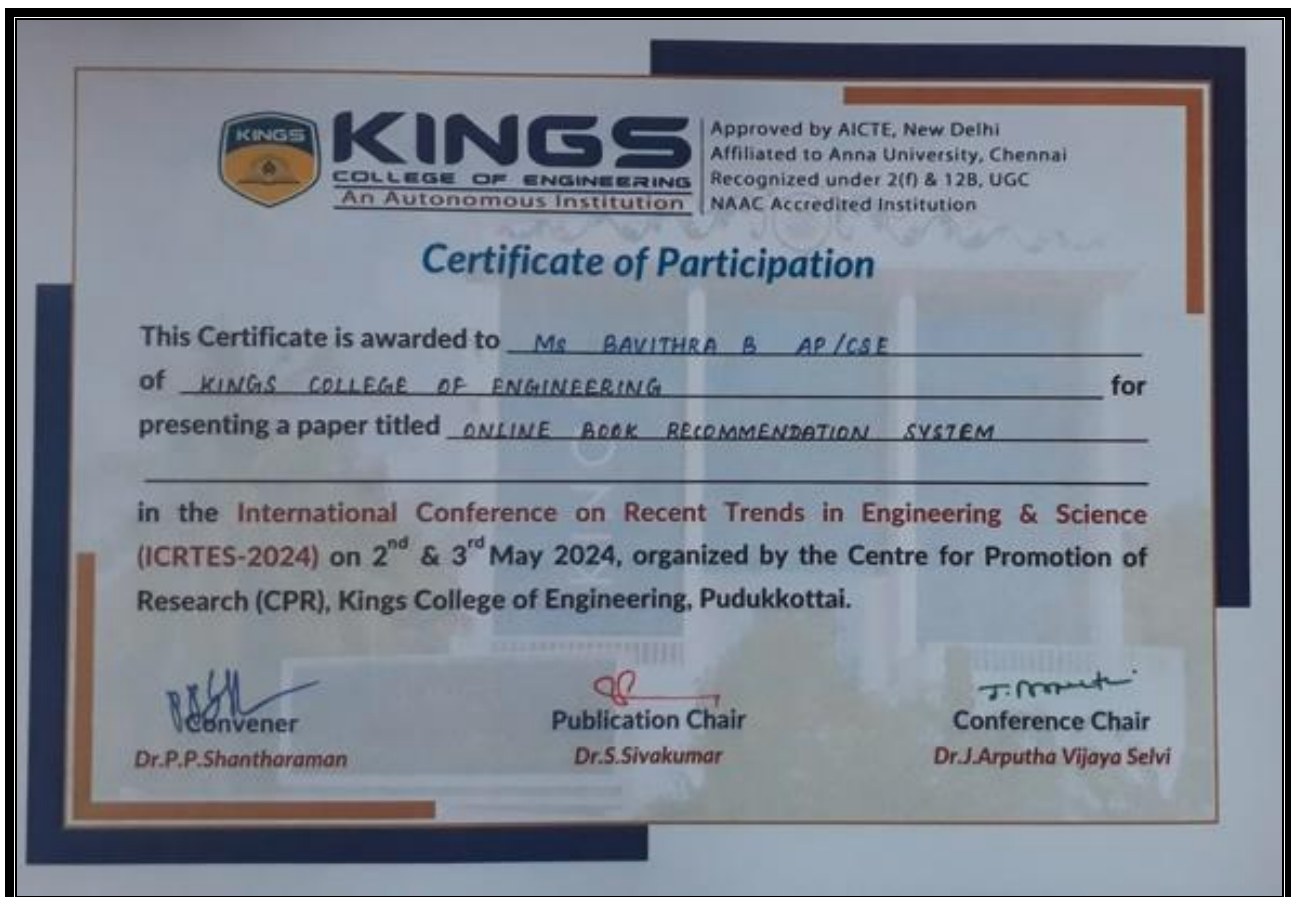 KINGS
KINGS
COLLEGE OF ENGINEERING
An Autonomous Institution
Approved by AICTE, New Delhi
Affiliated to Anna University, Chennai
Recognized under 2(f) & 12B, UGC
NAAC Accredited Institution
Certificate of Participation
This Certificate is awarded to Ms BAVITHRA B AP/CSE
of KINGS COLLEGE OF ENGINEERING for
presenting a paper titled ONLINE BOOK RECOMMENDATION SYSTEM
in the International Conference on Recent Trends in Engineering & Science
(ICRTES-2024) on 2nd & 3rd May 2024, organized by the Centre for Promotion of
Research (CPR), Kings College of Engineering, Pudukkottai.
Convener
Dr.P.P.Shantharaman
Publication Chair
Dr.S.Sivakumar
Conference Chair
Dr.J.Arputha Vijaya Selvi